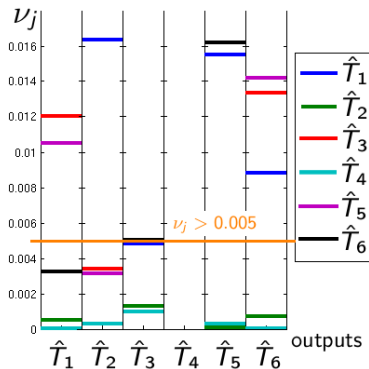 ν_j
0.016
0.014
0.012
0.01
0.008
0.006
0.004
0.002
0
ν_j > 0.005
T̂_1
T̂_2
T̂_3
T̂_4
T̂_5
T̂_6
outputs
T̂_1
T̂_2
T̂_3
T̂_4
T̂_5
T̂_6